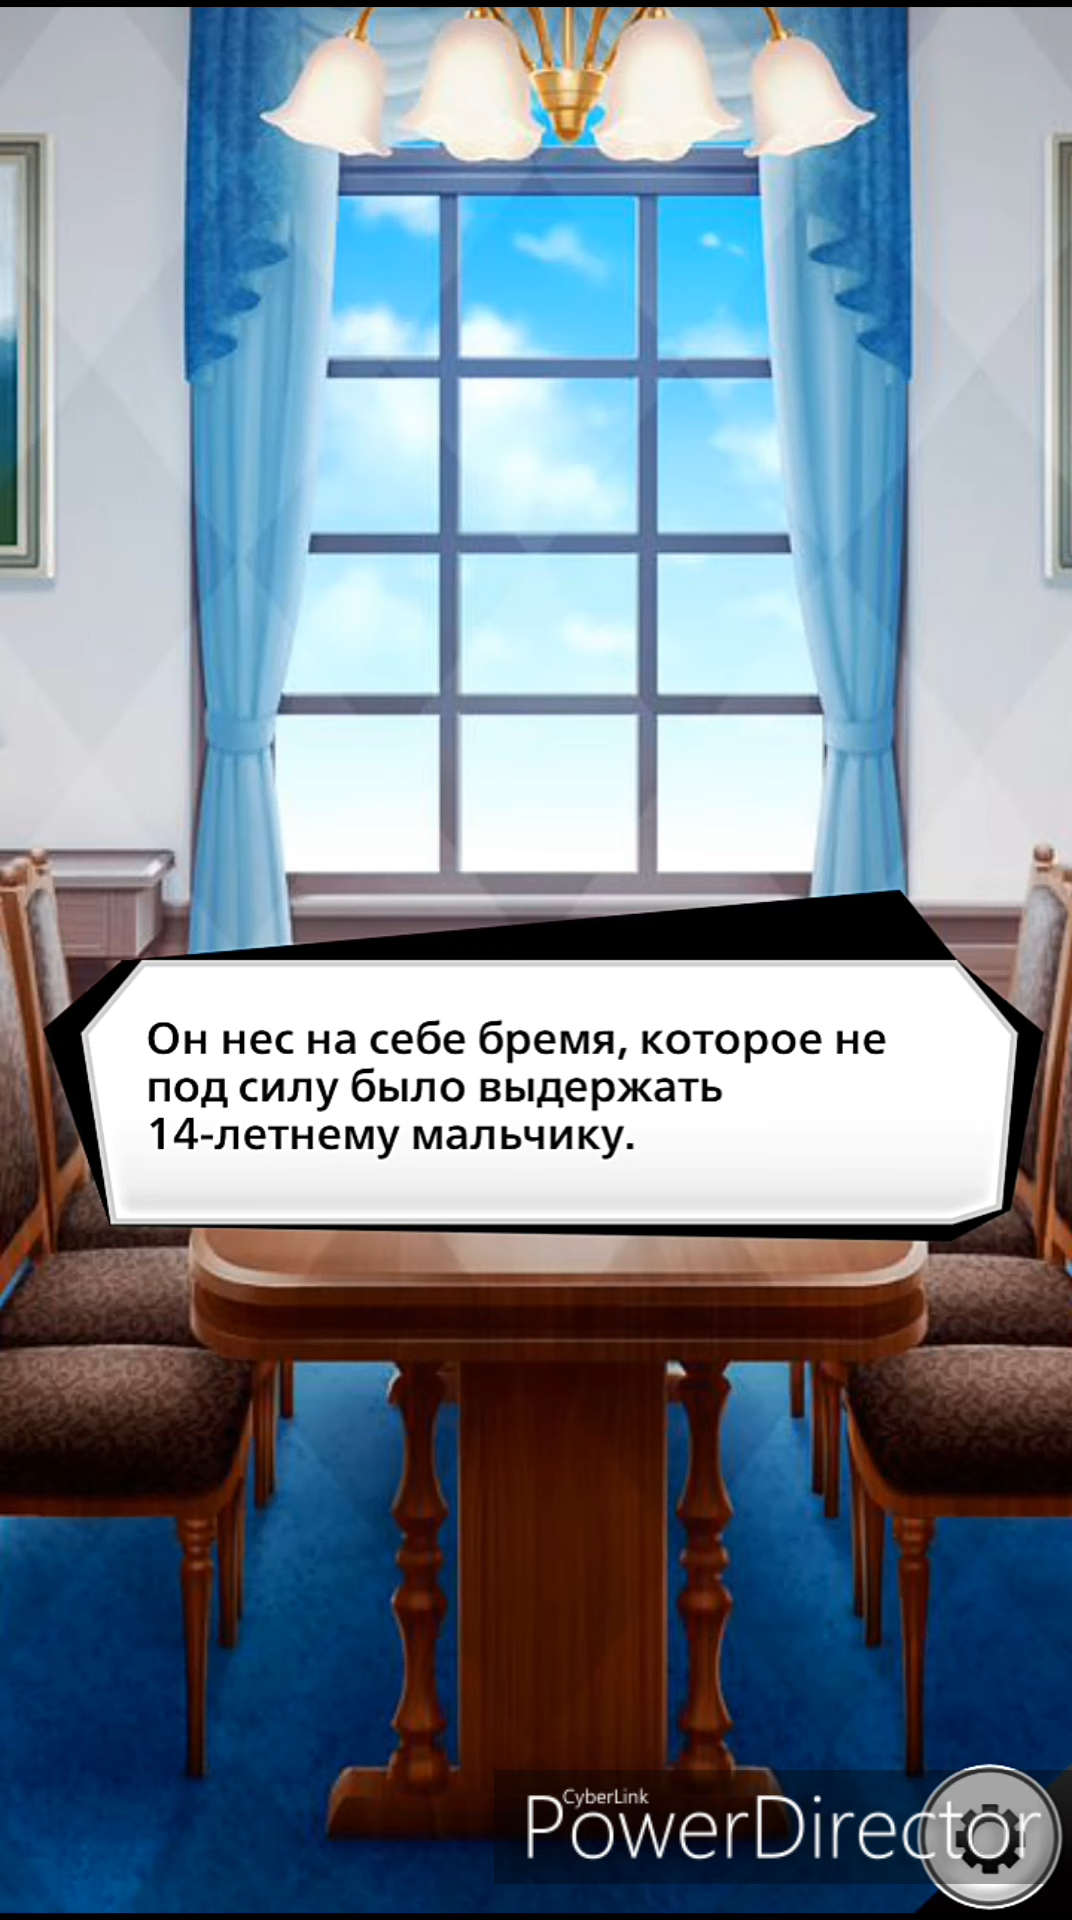 Он нес на себе бремя, которое не
под силу было выдержать
14-летнему мальчику.
CyberLink
PowerDirector